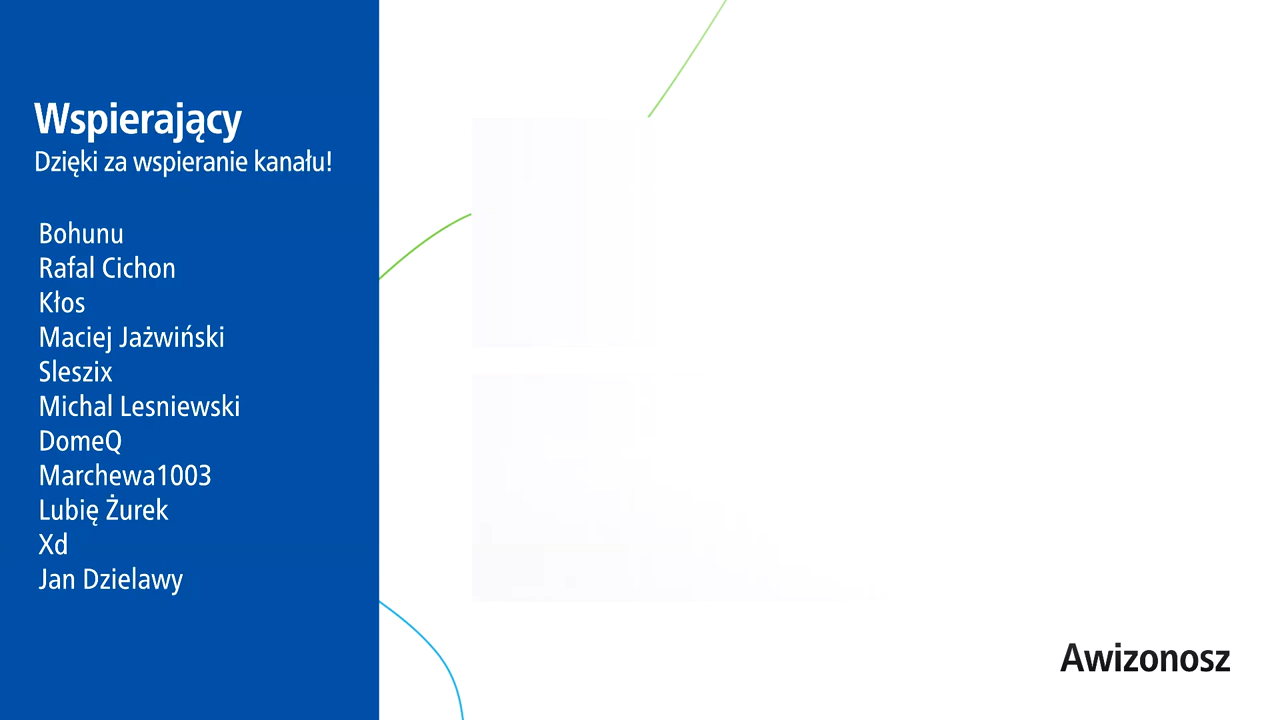 Wspierający
Dzięki za wspieranie kanału!
Bohunu
Rafal Cichon
Kłos
Maciej Jażwiński
Sleszix
Michal Lesniewski
DomeQ
Marchewa1003
Lubię Żurek
Xd
Jan Dzielawy
Awizonosz